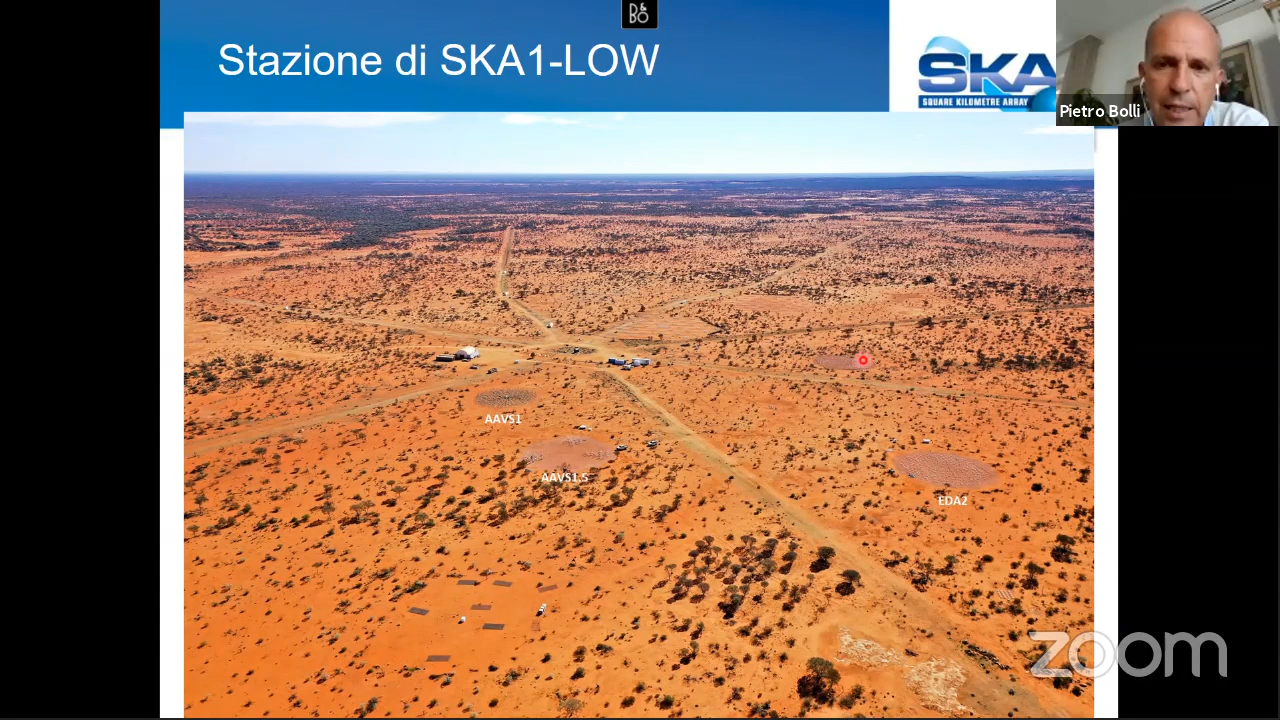 B&O
Stazione di SKA1-LOW
SKA
SQUARE KILOMETRE ARRAY
Pietro Bolli
AAVS1
AAVS1.5
EDA2
zoom